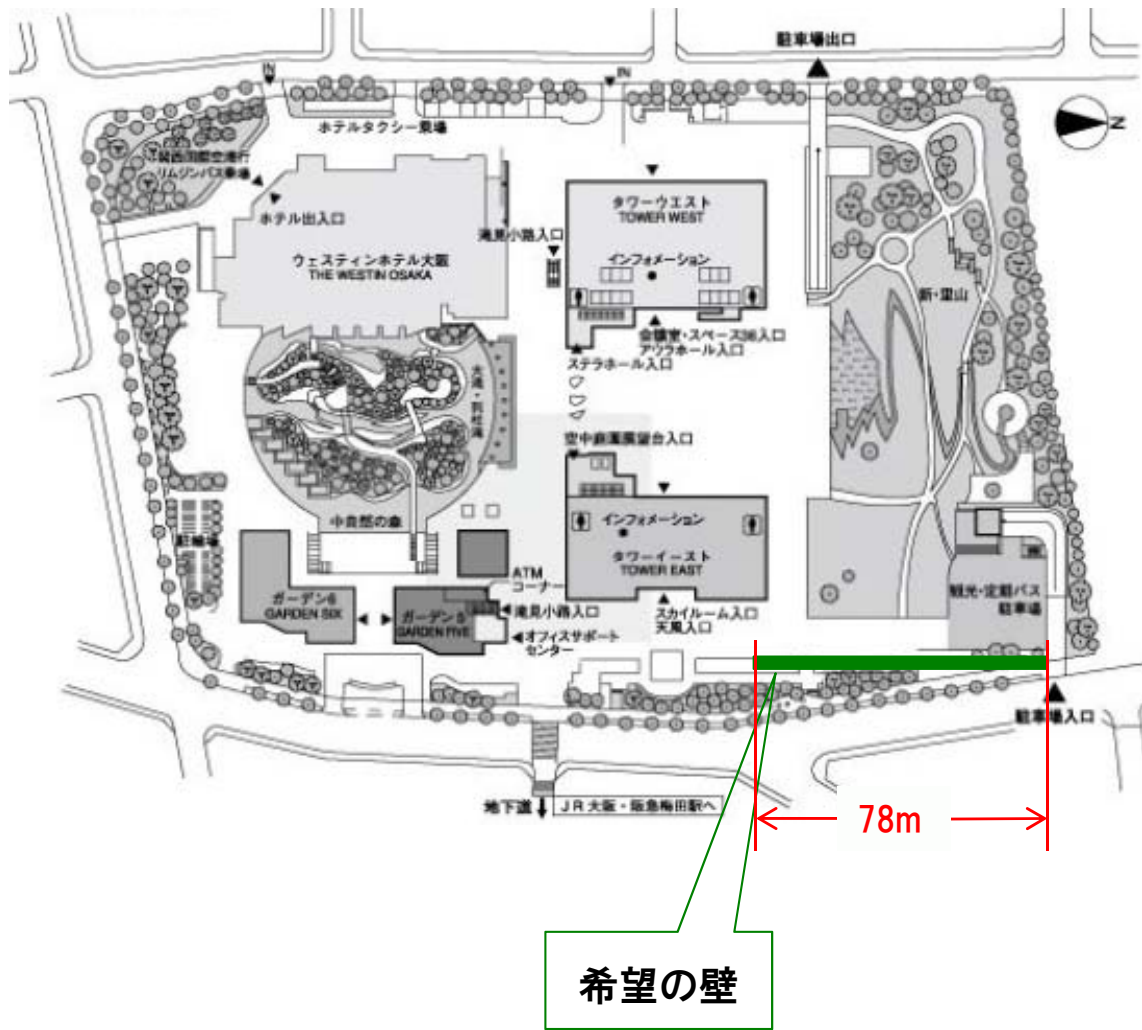 駐車場出口
IN
IN
N
ホテルタクシー乗場
関西国際空港行
リムジンバス乗場
ホテル出入口
ウェスティンホテル大阪
THE WESTIN OSAKA
滝見小路入口
タワーウエスト
TOWER WEST
インフォメーション
会議室・スペース36入口
アウラホール入口
ステラホール入口
新・里山
空中庭園展望台入口
中自然の森
駐輪場
インフォメーション
タワーイースト
TOWER EAST
ATM
コーナー
ガーデン6
GARDEN SIX
ガーデン5
GARDEN FIVE
滝見小路入口
オフィスサポート
センター
スカイルーム入口
天風入口
観光・定期バス
駐車場
駐車場入口
地下道
JR大阪・阪急梅田駅へ
78m
希望の壁